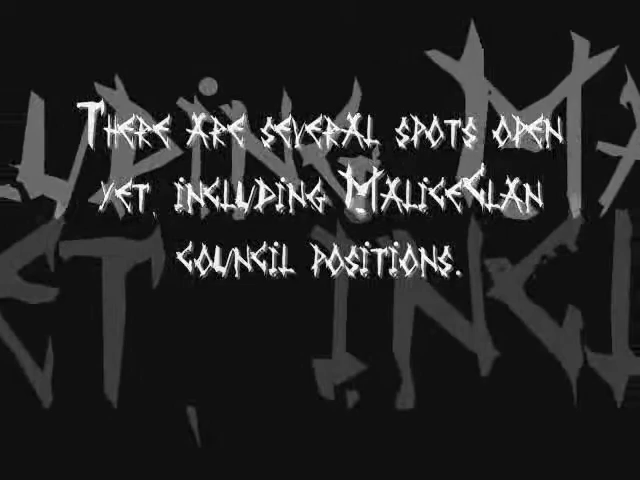 There are several spots open
yet, including MaliceClan
council positions.